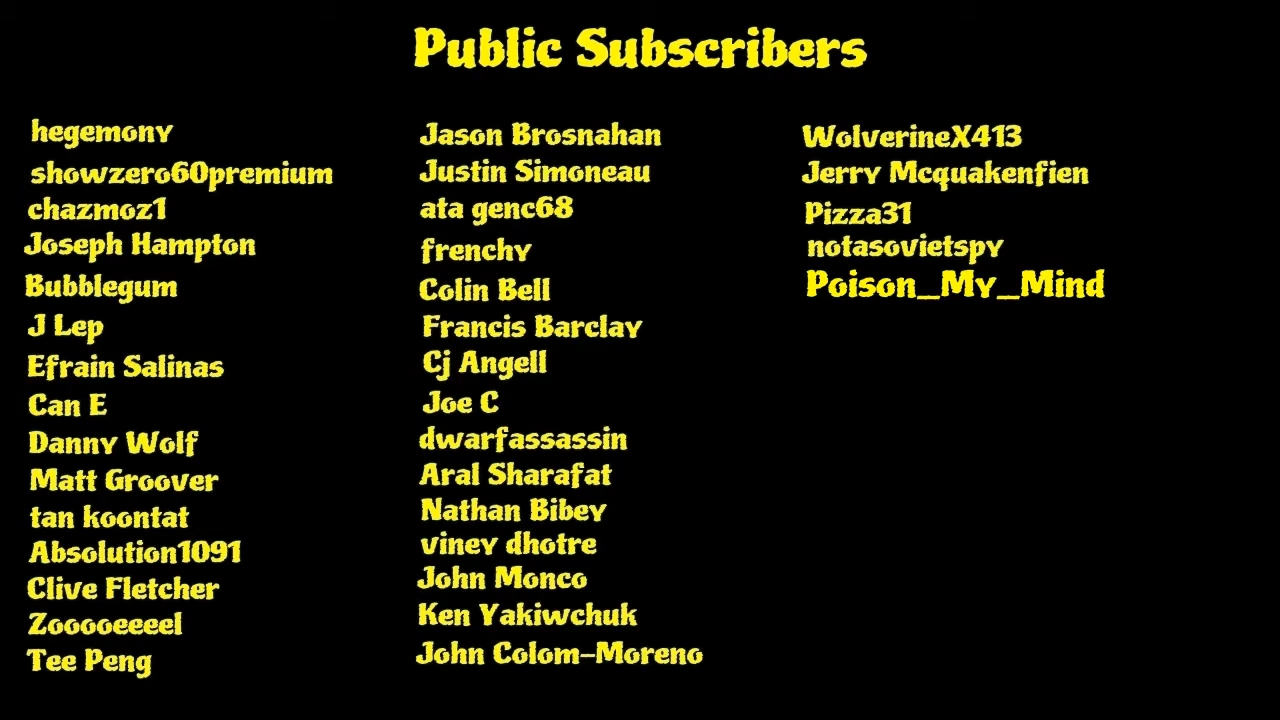 Public Subscribers
hegemony
showzero60premium
chazmoz1
Joseph Hampton
Bubblegum
J Lep
Efrain Salinas
Can E
Danny Wolf
Matt Groover
tan koontat
Absolution1091
Clive Fletcher
Zooooeeeel
Tee Peng
Jason Brosnahan
Justin Simoneau
ata genc68
frenchy
Colin Bell
Francis Barclay
Cj Angell
Joe C
dwarfassassin
Aral Sharafat
Nathan Bibey
viney dhotre
John Monco
Ken Yakiwchuk
John Colom-Moreno
WolverineX413
Jerry Mcquakenfien
Pizza31
notasovietspy
Poison_My_Mind